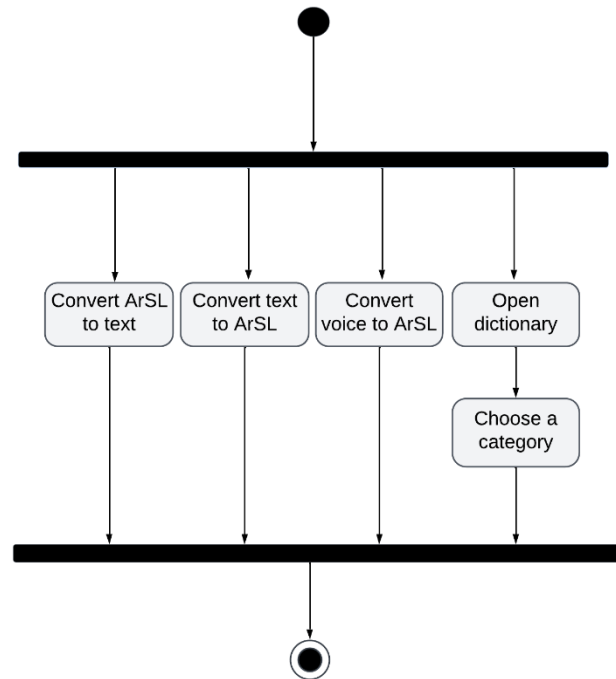 Convert ArSL
to text
Convert text
to ArSL
Convert
voice to ArSL
Open
dictionary
Choose a
category